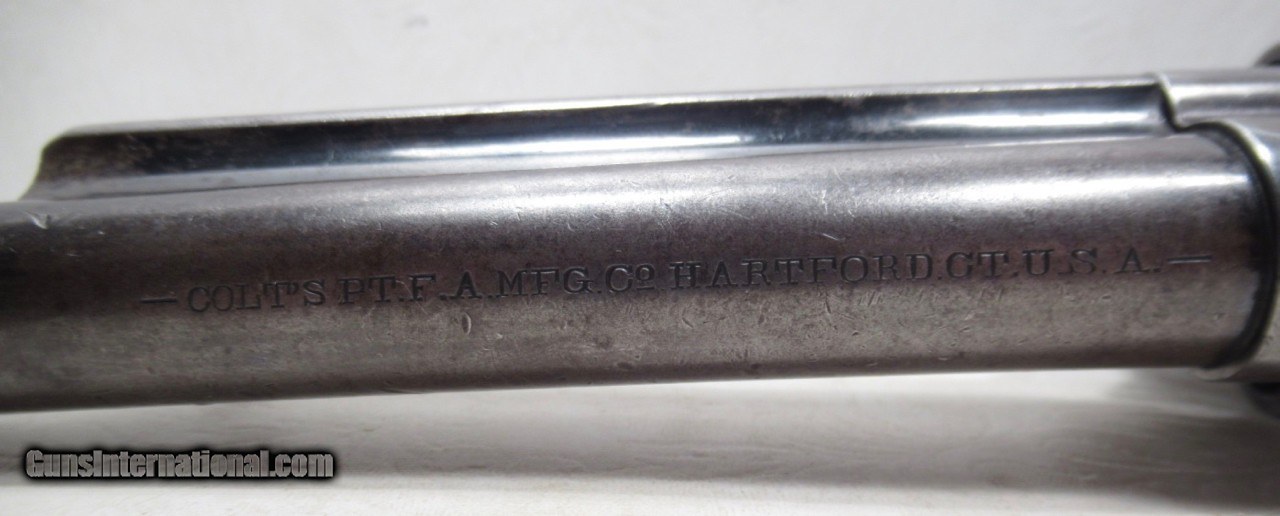 —COLT'S PT.F.A.MFG.Co HARTFORD.CT.U.S.A.—
GunsInternational.com